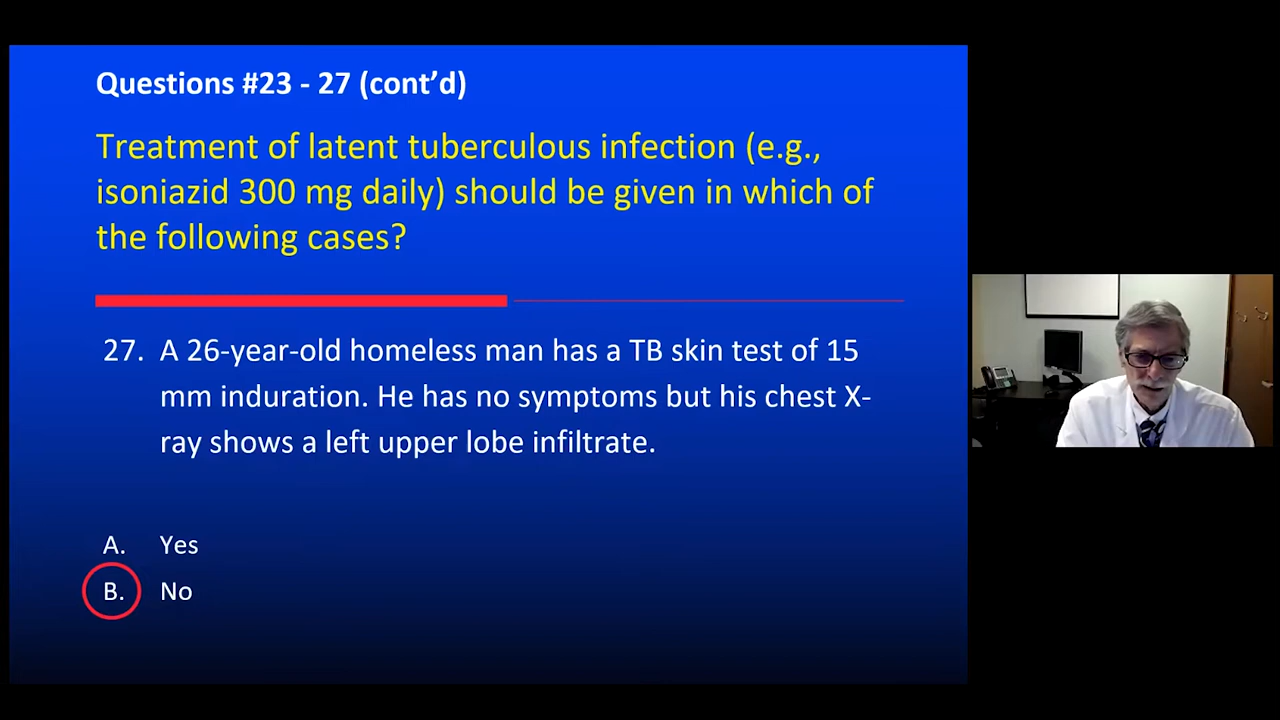 Questions #23 - 27 (cont’d)
Treatment of latent tuberculous infection (e.g.,
isoniazid 300 mg daily) should be given in which of
the following cases?
27. A 26-year-old homeless man has a TB skin test of 15
mm induration. He has no symptoms but his chest X-
ray shows a left upper lobe infiltrate.
A. Yes
B. No